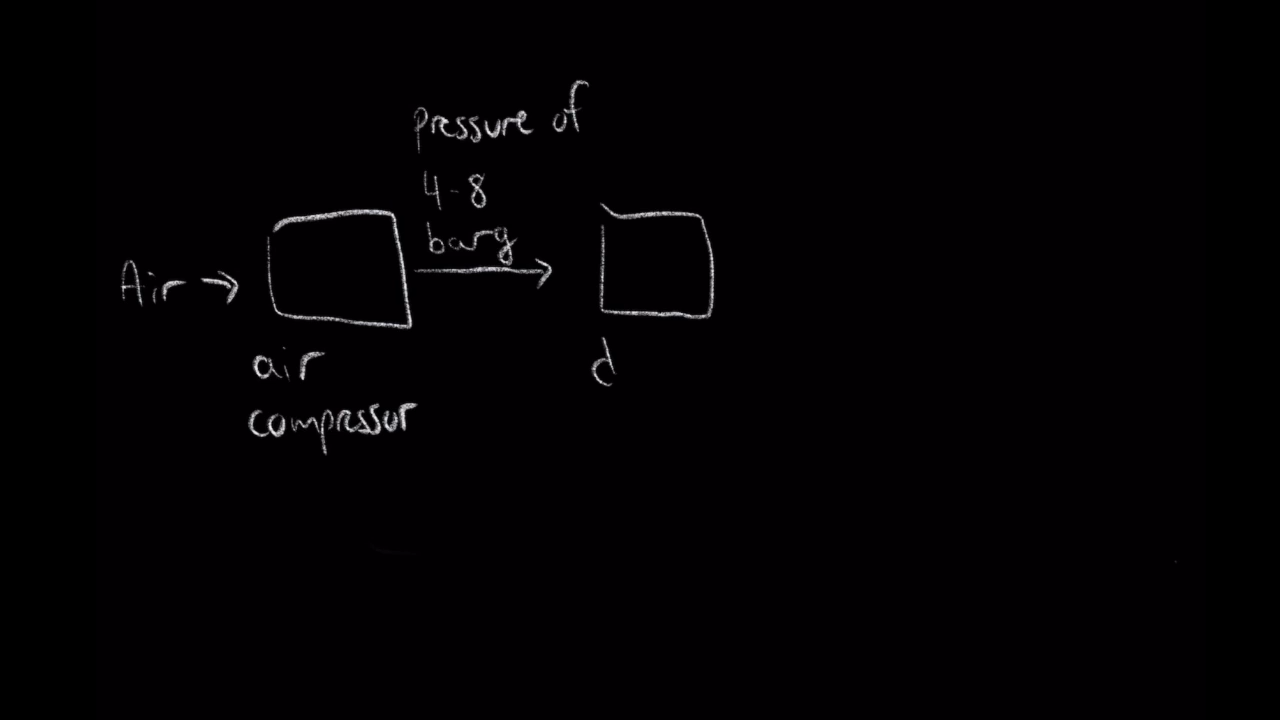 pressure of
4-8
barg
Air →
air
compressor
d